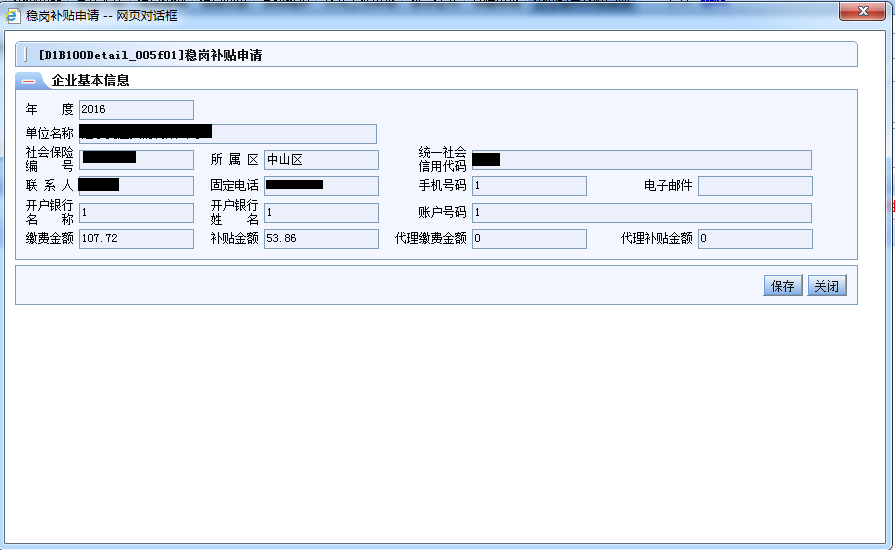 稳岗补贴申请 -- 网页对话框
[D1B100Detail_005f01]稳岗补贴申请
企业基本信息
年 度 2016
单位名称
社会保险编 号 所 属 区 中山区 统一社会信用代码
联 系 人 固定电话 手机号码 1 电子邮件
开户银行名 称 1 开户银行姓 名 1 账户号码 1
缴费金额 107.72 补贴金额 53.86 代理缴费金额 0 代理补贴金额 0
保存 关闭